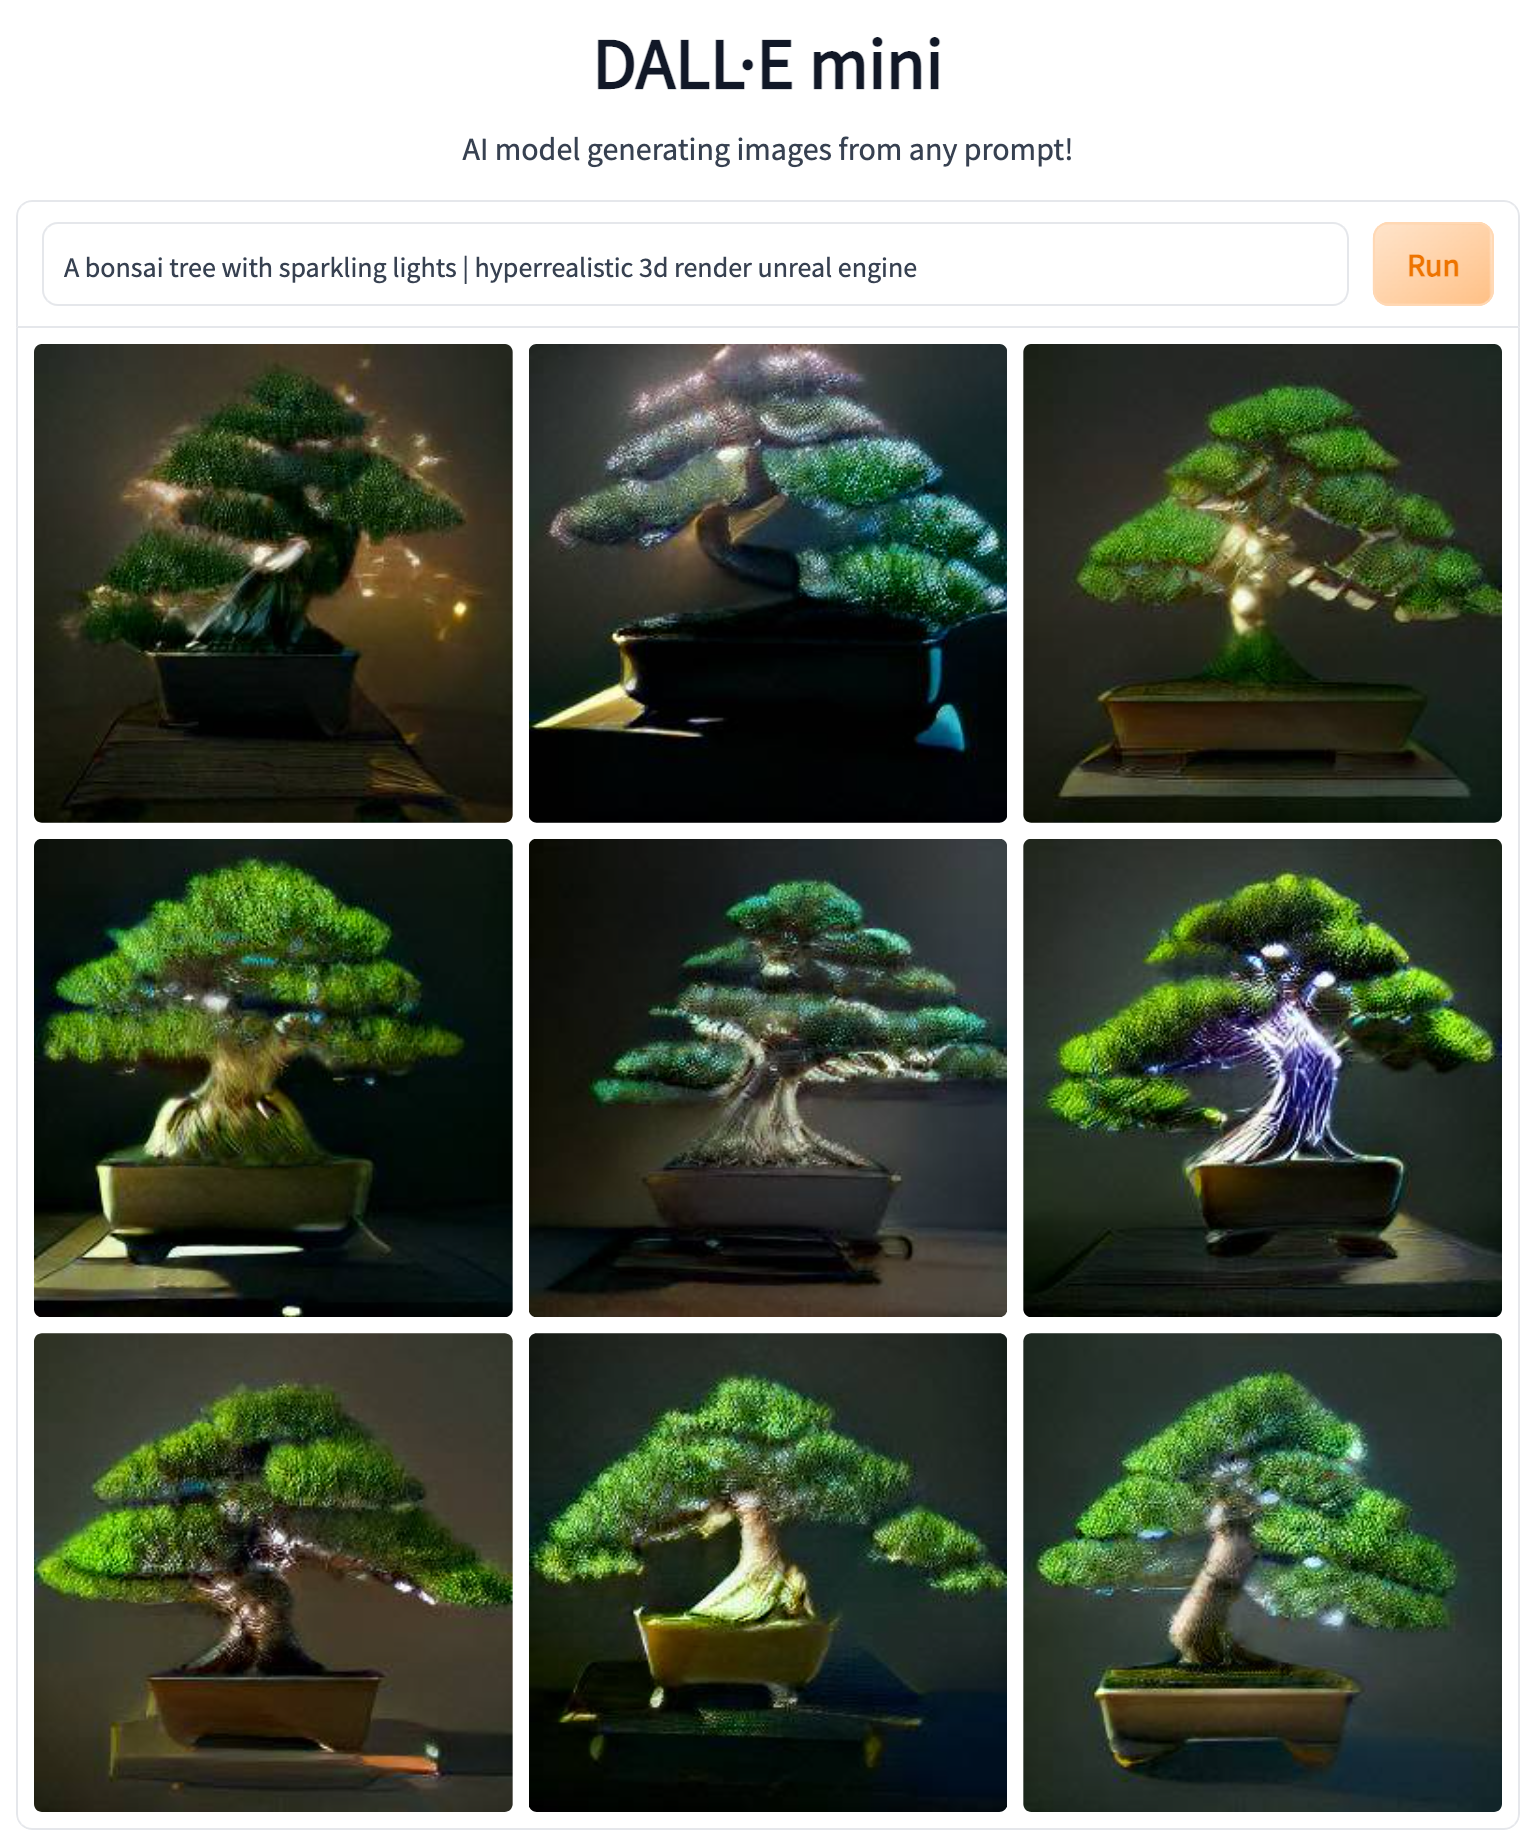 DALL·E mini
AI model generating images from any prompt!
A bonsai tree with sparkling lights | hyperrealistic 3d render unreal engine
Run